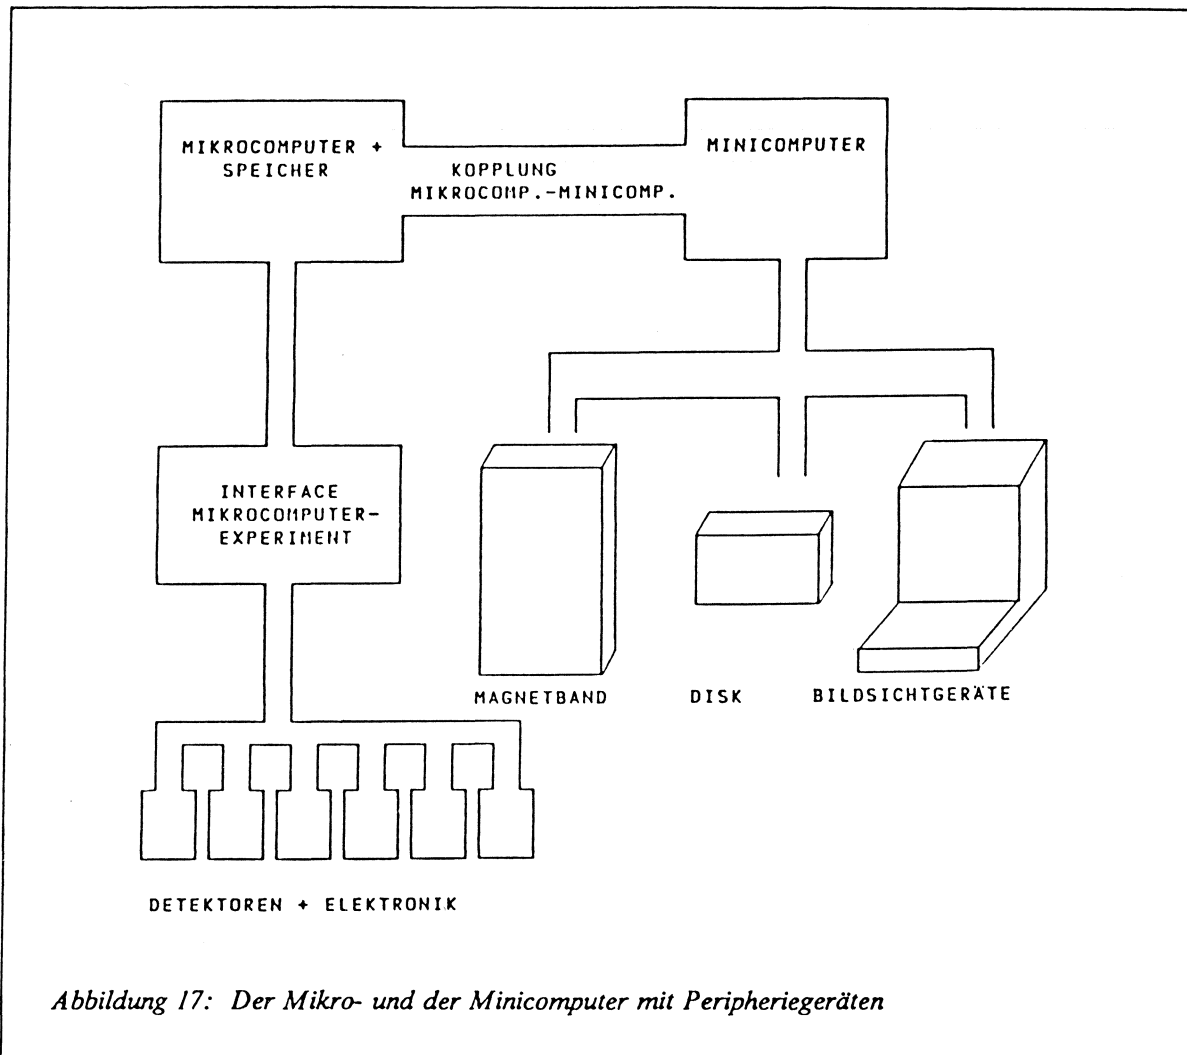 MIKROCOMPUTER +
SPEICHER
KOPPLUNG
MIKROCOMP.-MINICOMP.
MINICOMPUTER
INTERFACE
MIKROCOMPUTER-
EXPERIMENT
MAGNETBAND
DISK
BILDSICHTGERÄTE
DETEKTOREN + ELEKTRONIK
Abbildung 17: Der Mikro- und der Minicomputer mit Peripheriegeräten